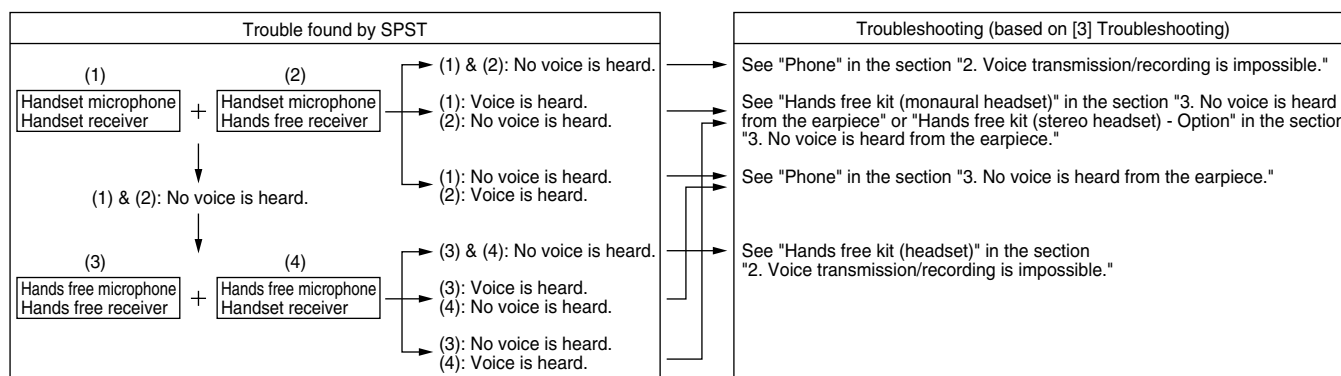 Trouble found by SPST
(1)
(2)
Handset microphone
Handset receiver
+
Handset microphone
Hands free receiver
(1) & (2): No voice is heard.
(1): Voice is heard.
(2): No voice is heard.
(1): No voice is heard.
(2): Voice is heard.
(1) & (2): No voice is heard.
(3)
(4)
Hands free microphone
Hands free receiver
+
Hands free microphone
Handset receiver
(3) & (4): No voice is heard.
(3): Voice is heard.
(4): No voice is heard.
(3): No voice is heard.
(4): Voice is heard.
Troubleshooting (based on [3] Troubleshooting)
See "Phone" in the section "2. Voice transmission/recording is impossible."
See "Hands free kit (monaural headset)" in the section "3. No voice is heard
from the earpiece" or "Hands free kit (stereo headset) - Option" in the section
"3. No voice is heard from the earpiece."
See "Phone" in the section "3. No voice is heard from the earpiece."
See "Hands free kit (headset)" in the section
"2. Voice transmission/recording is impossible."